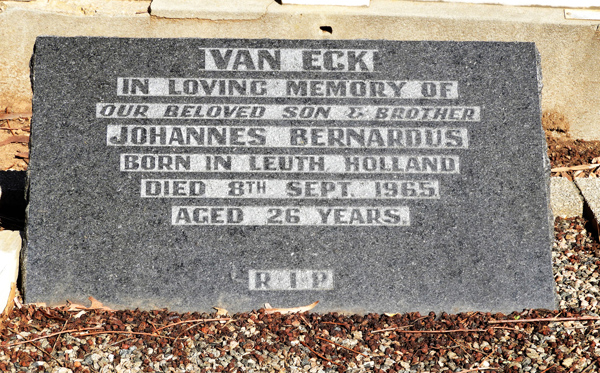 VAN ECK
IN LOVING MEMORY OF
OUR BELOVED SON & BROTHER
JOHANNES BERNARDUS
BORN IN LEUTH HOLLAND
DIED 8TH SEPT. 1965.
AGED 26 YEARS.
R I P